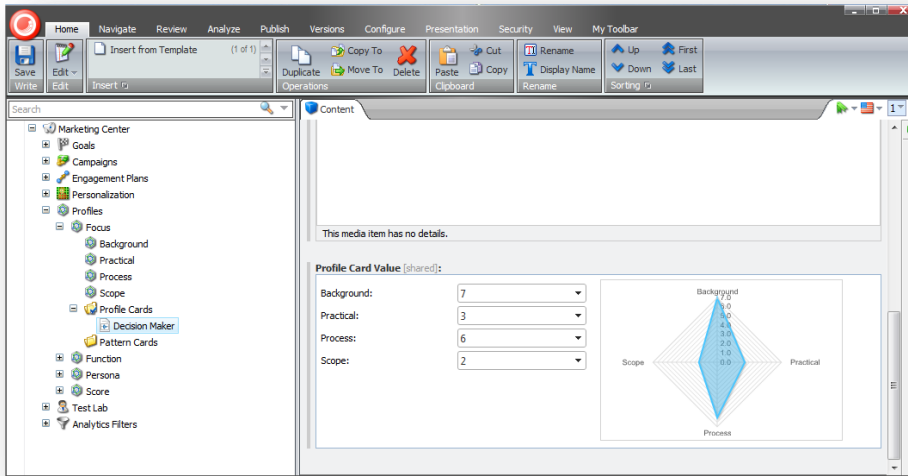 Home Navigate Review Analyze Publish Versions Configure Presentation Security View My Toolbar
Insert from Template (1 of 1)
Save Edit
Duplicate Copy To Move To Delete
Paste Cut Copy
Rename Display Name
Up Down First Last
Write Edit Insert Operations Clipboard Rename Sorting
Search
Marketing Center
Goals
Campaigns
Engagement Plans
Personalization
Profiles
Focus
Background
Practical
Process
Scope
Profile Cards
Decision Maker
Pattern Cards
Function
Persona
Score
Test Lab
Analytics Filters
Content
1
This media item has no details.
Profile Card Value [shared]:
Background: 7
Practical: 3
Process: 6
Scope: 2
Background
7.0
6.0
5.0
4.0
3.0
2.0
1.0
0.0
Scope
Practical
Process